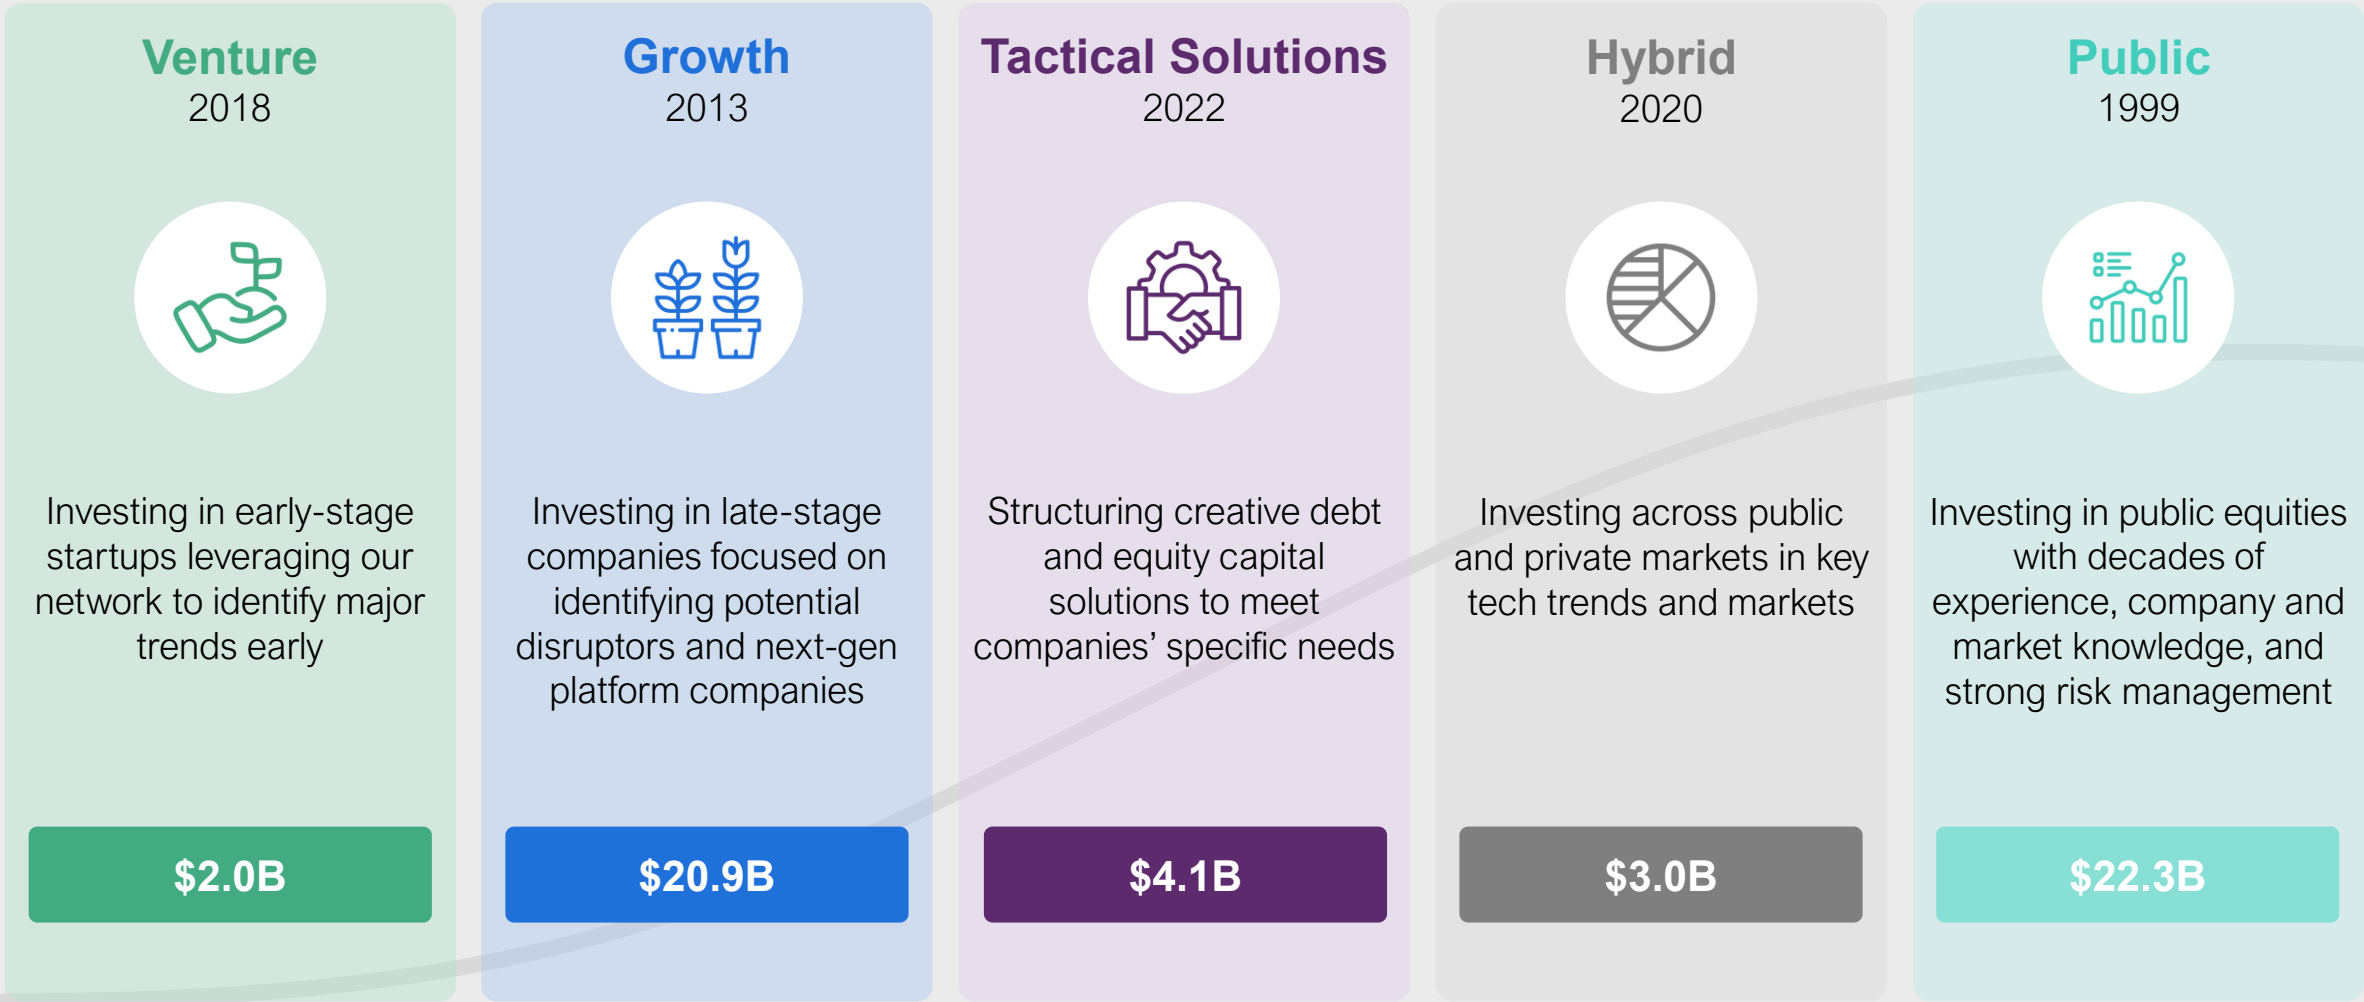 Venture
2018
Investing in early-stage
startups leveraging our
network to identify major
trends early
$2.0B
Growth
2013
Investing in late-stage
companies focused on
identifying potential
disruptors and next-gen
platform companies
$20.9B
Tactical Solutions
2022
Structuring creative debt
and equity capital
solutions to meet
companies’ specific needs
$4.1B
Hybrid
2020
Investing across public
and private markets in key
tech trends and markets
$3.0B
Public
1999
Investing in public equities
with decades of
experience, company and
market knowledge, and
strong risk management
$22.3B